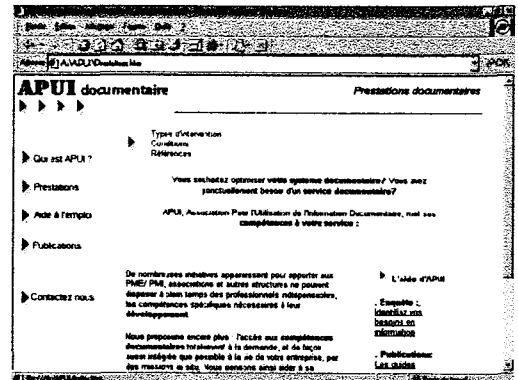 APUI documentaire
Prestations documentaires
Types d'intervention
Conditions
Références
Qui est APUI ?
Prestations
Aide à l'emploi
Publications
Contactez nous
Vous souhaitez optimiser votre système documentaire? Vous avez
ponctuellement besoin d'un service documentaire?
APUI, Association Pour l'Utilisation de l'Information Documentaire, met ses
compétences à votre service :
De nombreuses initiatives apparaissent pour apporter aux
PME/ PMI, associations et autres structures ne pouvant
disposer à plein temps des professionnels indispensables,
les compétences spécifiques nécessaires à leur
développement.
Nous proposons encore plus : l'accès aux compétences
documentaires totalement à la demande, et de façon
aussi intégrée que possible à la vie de votre entreprise, par
des missions in situ. Nous pensons ainsi aider à sa
L'aide d'APUI
. Enquête :
Identifiez vos
besoins en
information
. Publications:
Les guides